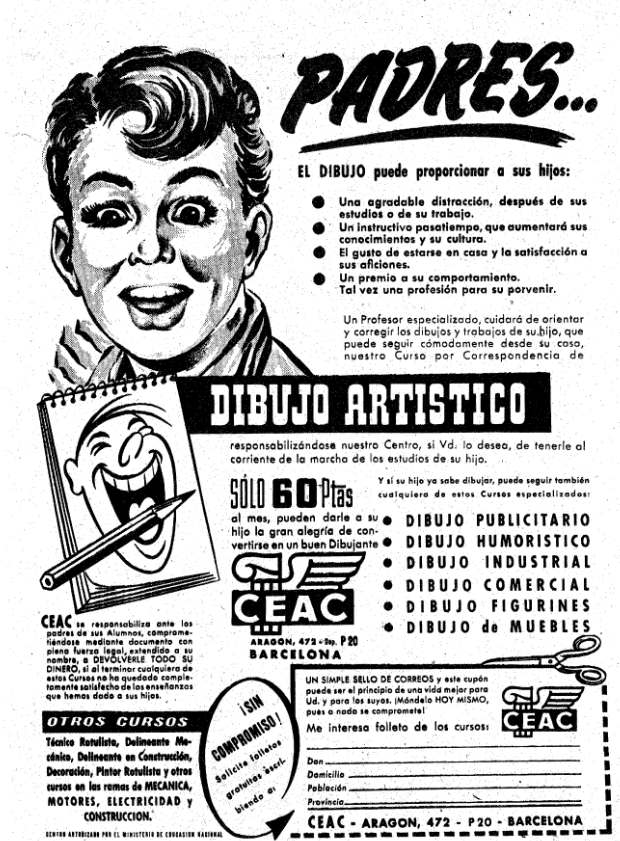 PADRES...
EL DIBUJO puede proporcionar a sus hijos:
● Una agradable distracción, después de sus
estudios o de su trabajo.
● Un instructivo pasatiempo, que aumentará sus
conocimientos y su cultura.
● El gusto de estarse en casa y la satisfacción a
sus aficiones.
● Un premio a su comportamiento.
Tal vez una profesión para su porvenir.
Un Profesor especializado, cuidará de orientar
y corregir los dibujos y trabajos de su hijo, que
puede seguir cómodamente desde su casa,
nuestro Curso por Correspondencia de
DIBUJO ARTISTICO
responsabilizándose nuestro Centro, si Vd. lo desea, de tenerle al
corriente de la marcha de los estudios de su hijo.
SÓLO 60 Ptas
al mes, pueden darle a su
hijo la gran alegría de con-
vertirse en un buen Dibujante
CEAC
ARAGON, 472 - Dep. P20
BARCELONA
Y si su hijo ya sabe dibujar, puede seguir también
cualquiera de estos Cursos especializados:
● DIBUJO PUBLICITARIO
● DIBUJO HUMORISTICO
● DIBUJO INDUSTRIAL
● DIBUJO COMERCIAL
● DIBUJO FIGURINES
● DIBUJO de MUEBLES
CEAC se responsabiliza ante los
padres de sus Alumnos, comprome-
tiéndose mediante documento con
plena fuerza legal, extendido a su
nombre, a DEVOLVERLE TODO SU
DINERO, si al terminar cualquiera de
estos Cursos no ha quedado comple-
tamente satisfecho de las enseñanzas
que hemos dado a sus hijos.
OTROS CURSOS
Técnico Rotulista, Delineante Me-
cánico, Delineante en Construcción,
Decoración, Pintor Rotulista y otros
cursos en las ramas de MECANICA,
MOTORES, ELECTRICIDAD y
CONSTRUCCION.
CENTRO AUTORIZADO POR EL MINISTERIO DE EDUCACION NACIONAL
¡SIN
COMPROMISO!
Solicite folletos
gratuitos escri-
biendo a:
UN SIMPLE SELLO DE CORREOS y este cupón
puede ser el principio de una vida mejor para
Ud. y para los suyos. ¡Mándelo HOY MISMO,
pues a nada se compromete!
CEAC
Me interesa folleto de los cursos:
Don
Domicilio
Población
Provincia
CEAC - ARAGON, 472 - P20 - BARCELONA